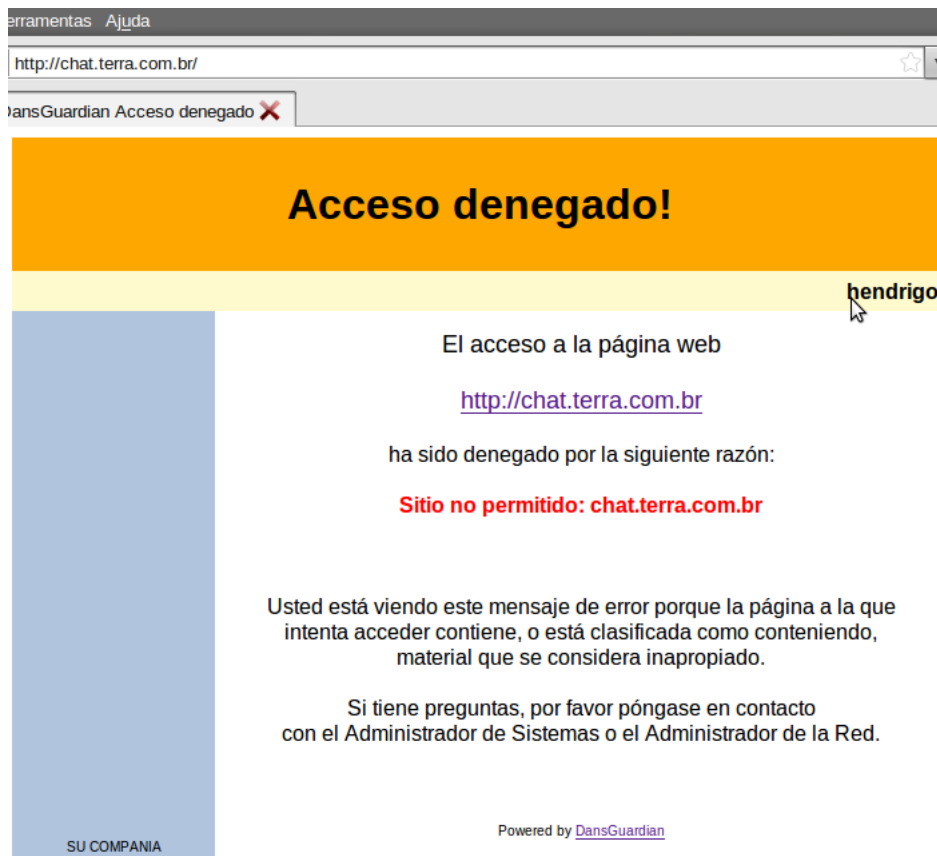 erramentas Ajuda
http://chat.terra.com.br/
DansGuardian Acceso denegado
Acceso denegado!
hendrigo
El acceso a la página web
http://chat.terra.com.br
ha sido denegado por la siguiente razón:
Sitio no permitido: chat.terra.com.br
Usted está viendo este mensaje de error porque la página a la que
intenta acceder contiene, o está clasificada como conteniendo,
material que se considera inapropiado.
Si tiene preguntas, por favor póngase en contacto
con el Administrador de Sistemas o el Administrador de la Red.
Powered by DansGuardian
SU COMPANIA